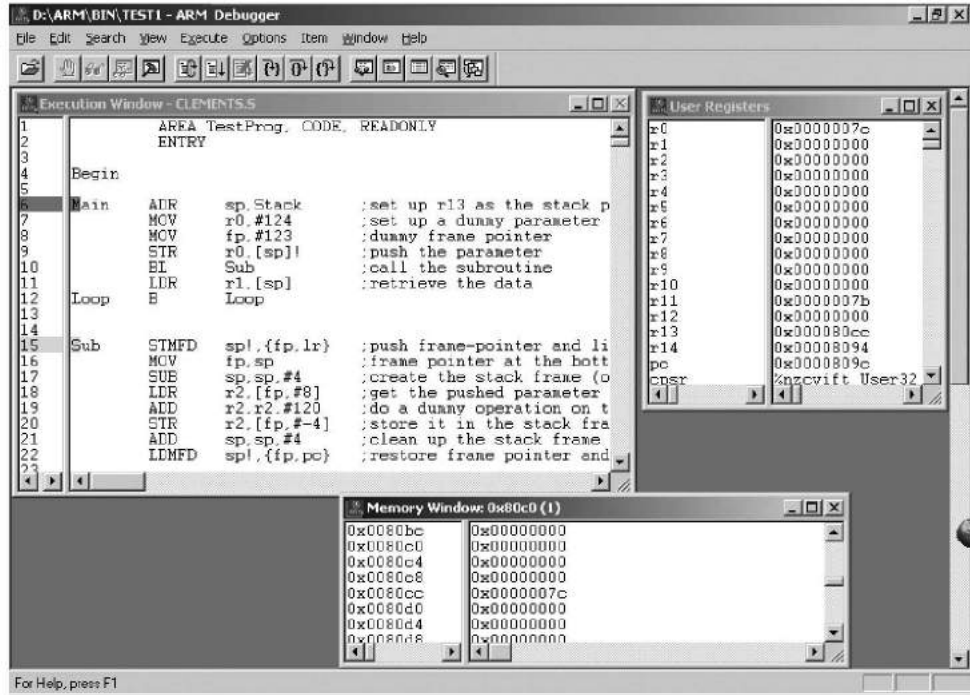 D:\ARM\BIN\TEST1 - ARM Debugger
File Edit Search View Execute Options Item Window Help
Execution Window - CLEMENTS.S
1 AREA TestProg, CODE, READONLY
2 ENTRY
3
4 Begin
5
6 Main ADR sp,Stack ;set up r13 as the stack p
7 MOV r0,#124 ;set up a dummy parameter
8 MOV fp,#123 ;dummy frame pointer
9 STR r0,[sp]! ;push the parameter
10 BL Sub ;call the subroutine
11 LDR r1,[sp] ;retrieve the data
12 Loop B Loop
13
14
15 Sub STMFD sp!,{fp,lr} ;push frame-pointer and li
16 MOV fp,sp ;frame pointer at the bott
17 SUB sp,sp,#4 ;create the stack frame (o
18 LDR r2,[fp,#8] ;get the pushed parameter
19 ADD r2,r2,#120 ;do a dummy operation on t
20 STR r2,[fp,#-4] ;store it in the stack fra
21 ADD sp,sp,#4 ;clean up the stack frame
22 LDMFD sp!,{fp,pc} ;restore frame pointer and
23
User Registers
r0 0x0000007c
r1 0x00000000
r2 0x00000000
r3 0x00000000
r4 0x00000000
r5 0x00000000
r6 0x00000000
r7 0x00000000
r8 0x00000000
r9 0x00000000
r10 0x00000000
r11 0x0000007b
r12 0x00000000
r13 0x000080cc
r14 0x00008094
pc 0x0000809c
cpsr %nzcvift User32
Memory Window: 0x80c0 (1)
0x0080bc 0x00000000
0x0080c0 0x00000000
0x0080c4 0x00000000
0x0080c8 0x00000000
0x0080cc 0x0000007c
0x0080d0 0x00000000
0x0080d4 0x00000000
0x0080d8 0x00000000
For Help, press F1